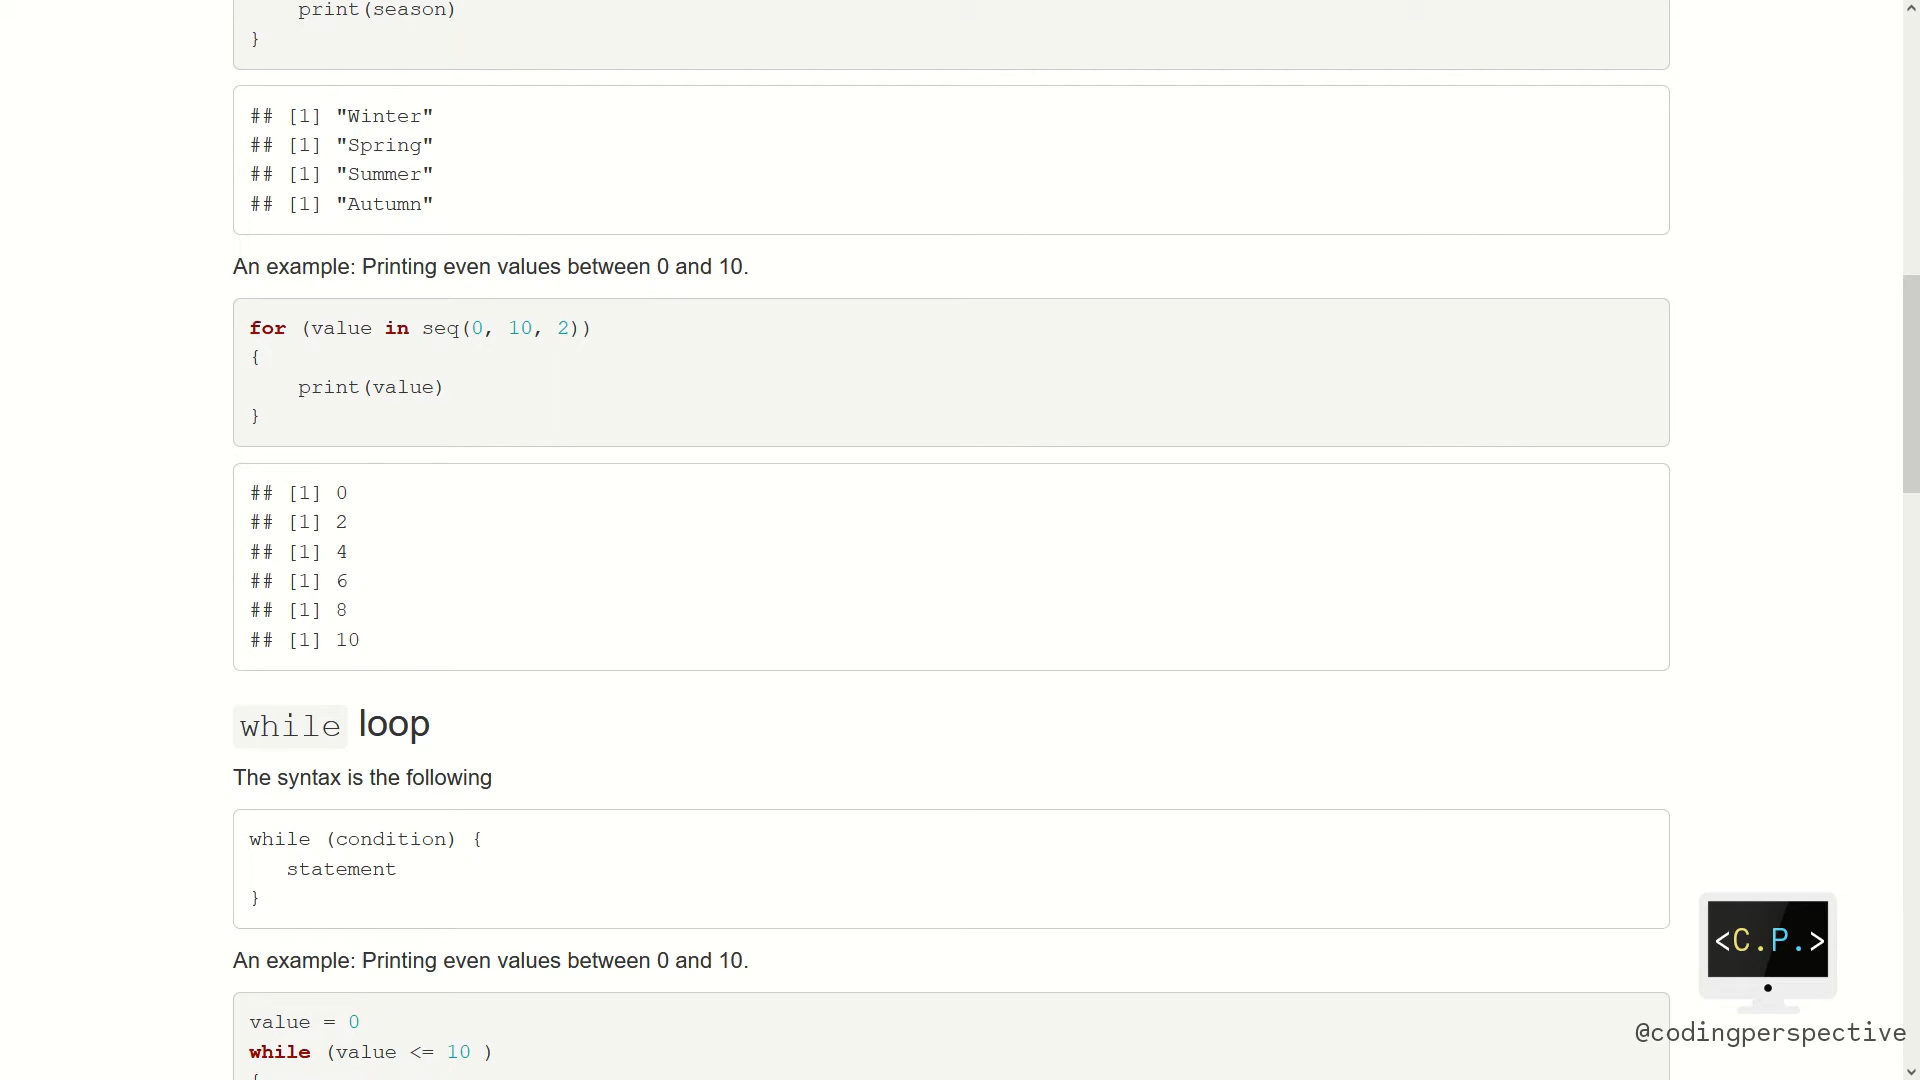 print(season)
}
## [1] "Winter"
## [1] "Spring"
## [1] "Summer"
## [1] "Autumn"
An example: Printing even values between 0 and 10.
for (value in seq(0, 10, 2))
{
    print(value)
}
## [1] 0
## [1] 2
## [1] 4
## [1] 6
## [1] 8
## [1] 10
while loop
The syntax is the following
while (condition) {
   statement
}
An example: Printing even values between 0 and 10.
value = 0
while (value <= 10 )
{
<C.P.>
@codingperspective